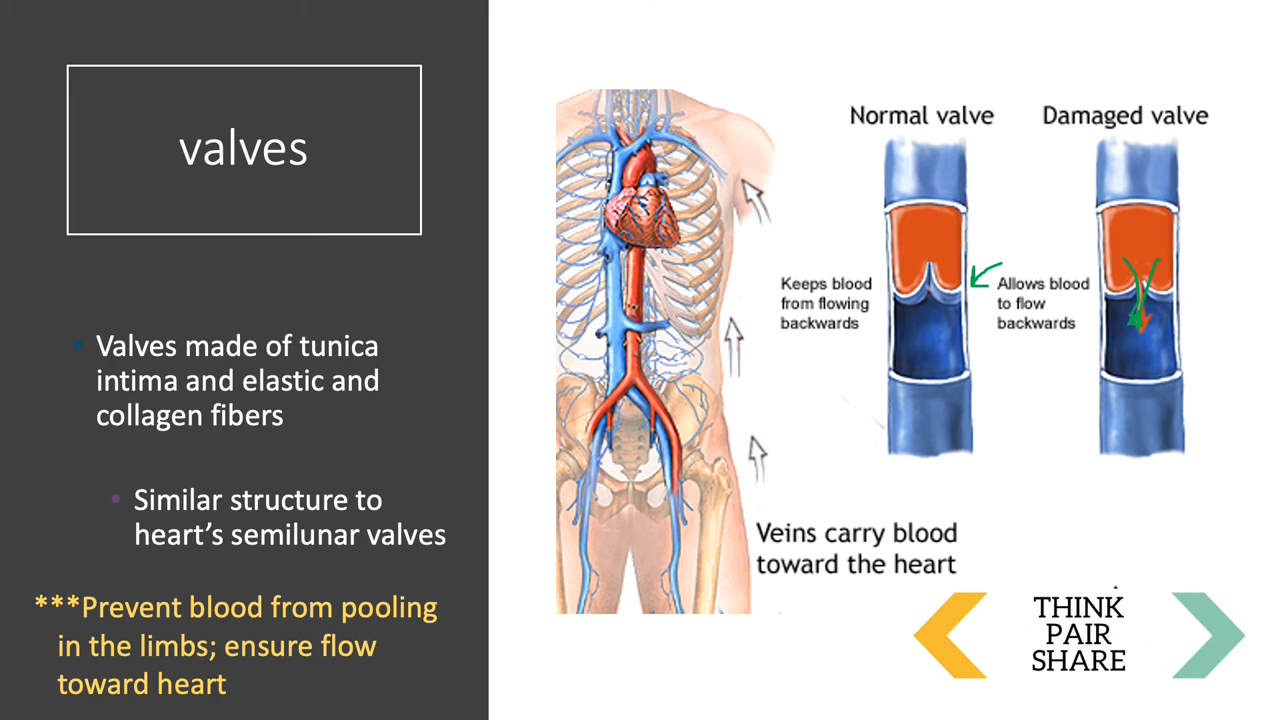 valves
Valves made of tunica
intima and elastic and
collagen fibers
Similar structure to
heart’s semilunar valves
***Prevent blood from pooling
in the limbs; ensure flow
toward heart
Normal valve
Damaged valve
Keeps blood
from flowing
backwards
Allows blood
to flow
backwards
Veins carry blood
toward the heart
THINK
PAIR
SHARE